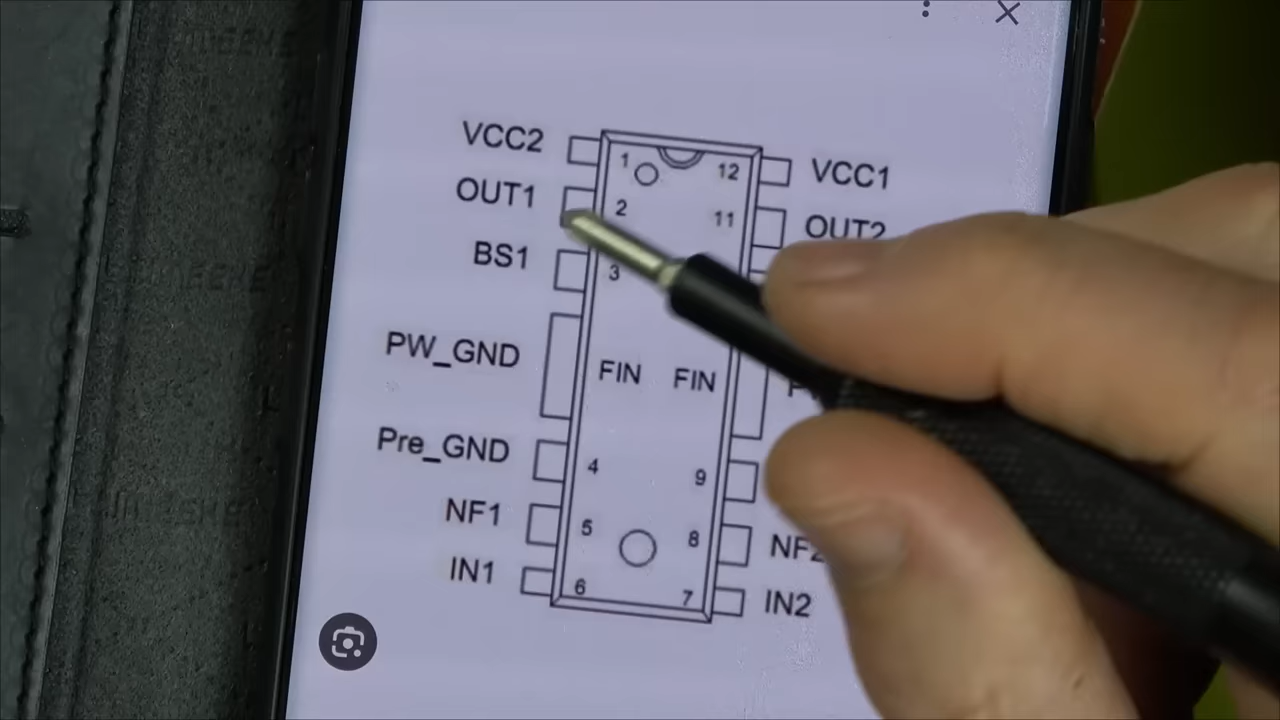 VCC2 1 12 VCC1
OUT1 2 11 OUT2
BS1 3
PW_GND FIN FIN
Pre_GND 4 9
NF1 5 8
IN1 6 7 IN2